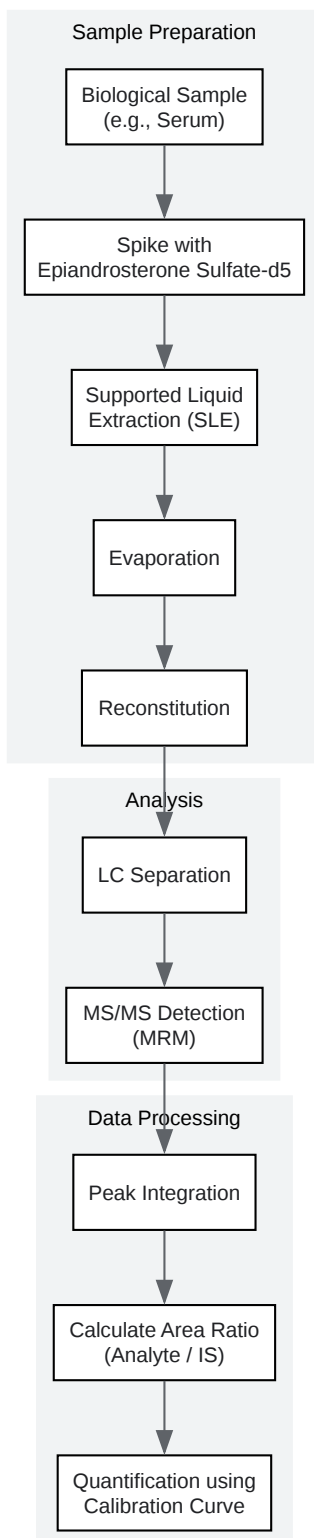 Sample Preparation
Biological Sample
(e.g., Serum)
Spike with
Epiandrosterone Sulfate-d5
Supported Liquid
Extraction (SLE)
Evaporation
Reconstitution
Analysis
LC Separation
MS/MS Detection
(MRM)
Data Processing
Peak Integration
Calculate Area Ratio
(Analyte / IS)
Quantification using
Calibration Curve